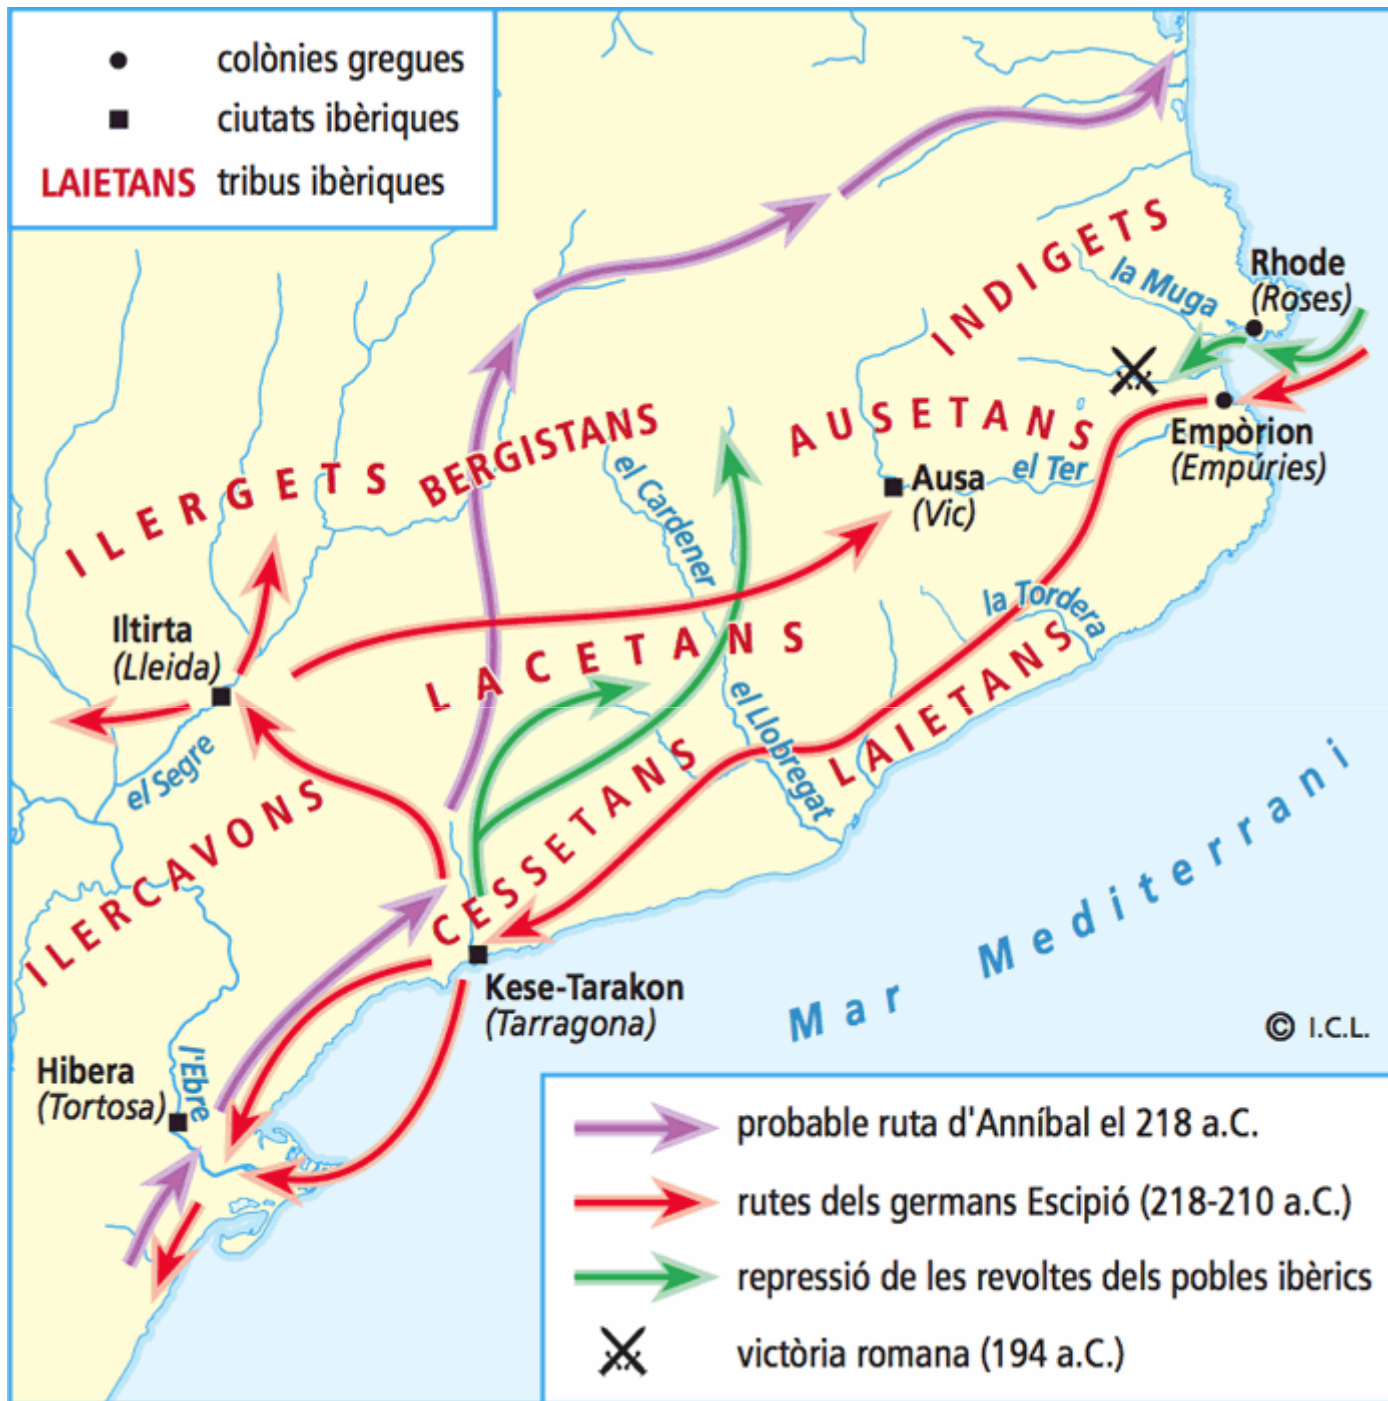 colònies gregues
ciutats ibèriques
LAIETANS tribus ibèriques
INDIGETS
la Muga
Rhode
(Roses)
Empòrion
(Empúries)
AUSETANS
el Ter
Ausa
(Vic)
BERGISTANS
ILERGETS
el Cardener
Iltirta
(Lleida)
la Tordera
LACETANS
LAIETANS
el Llobregat
el Segre
CESSETANS
ILERCAVONS
Mar Mediterrani
Kese-Tarakon
(Tarragona)
© I.C.L.
Hibera
(Tortosa)
l'Ebre
probable ruta d'Anníbal el 218 a.C.
rutes dels germans Escipió (218-210 a.C.)
repressió de les revoltes dels pobles ibèrics
victòria romana (194 a.C.)